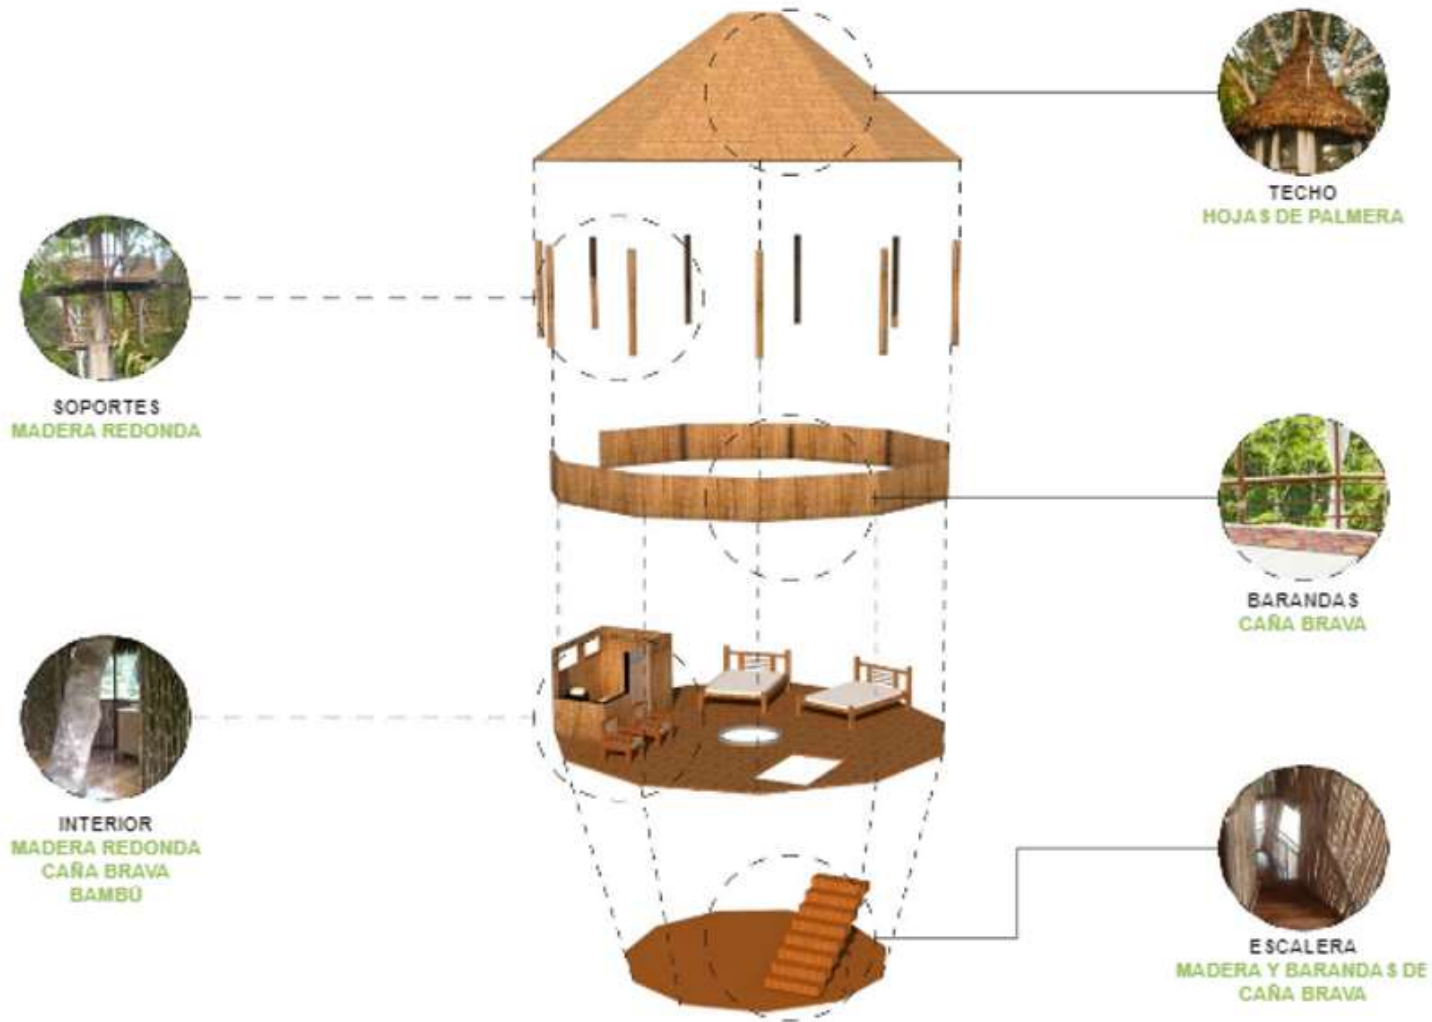 TECHO
HOJAS DE PALMERA
SOPORTES
MADERA REDONDA
BARANDAS
CAÑA BRAVA
INTERIOR
MADERA REDONDA
CAÑA BRAVA
BAMBÚ
ESCALERA
MADERA Y BARANDAS DE
CAÑA BRAVA